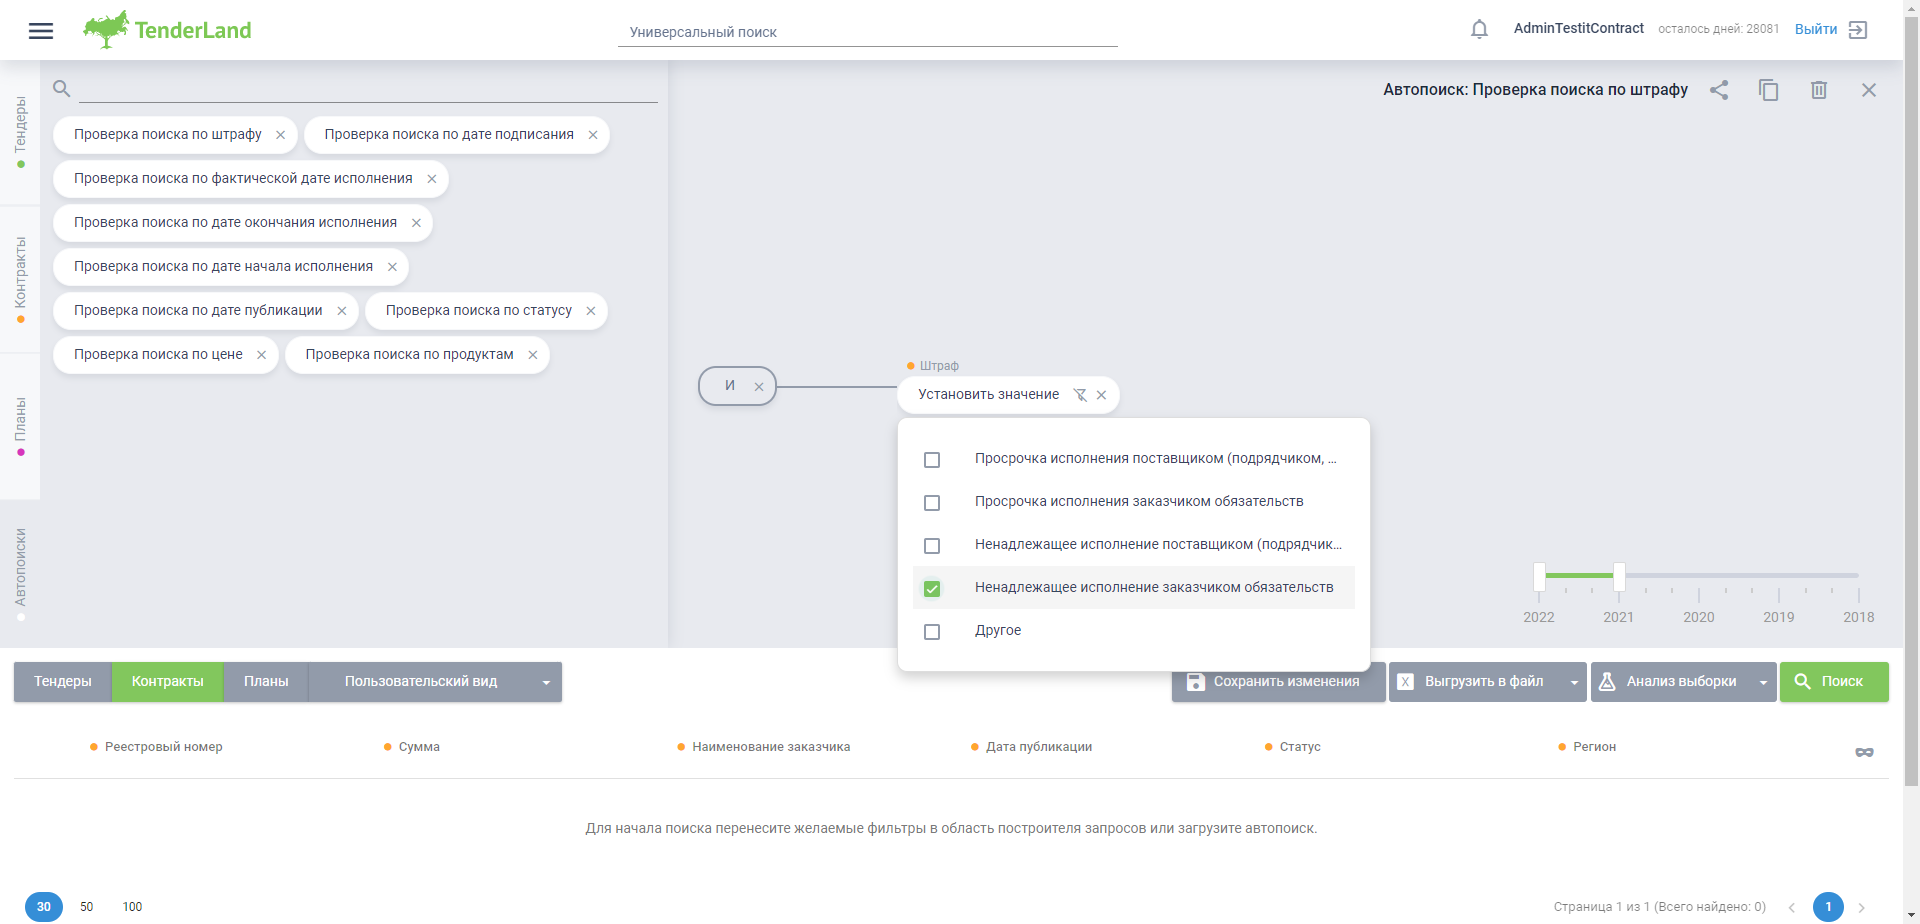 TenderLand
Универсальный поиск
AdminTestitContract
осталось дней: 28081
Выйти
Тендеры
Контракты
Планы
Автопоиски
Автопоиск: Проверка поиска по штрафу
Проверка поиска по штрафу
Проверка поиска по дате подписания
Проверка поиска по фактической дате исполнения
Проверка поиска по дате окончания исполнения
Проверка поиска по дате начала исполнения
Проверка поиска по дате публикации
Проверка поиска по статусу
Проверка поиска по цене
Проверка поиска по продуктам
И
Штраф
Установить значение
Просрочка исполнения поставщиком (подрядчиком, ...
Просрочка исполнения заказчиком обязательств
Ненадлежащее исполнение поставщиком (подрядчик...
Ненадлежащее исполнение заказчиком обязательств
Другое
2022 2021 2020 2019 2018
Тендеры
Контракты
Планы
Пользовательский вид
Сохранить изменения
X Выгрузить в файл
Анализ выборки
Поиск
Реестровый номер
Сумма
Наименование заказчика
Дата публикации
Статус
Регион
Для начала поиска перенесите желаемые фильтры в область построителя запросов или загрузите автопоиск.
30 50 100
Страница 1 из 1 (Всего найдено: 0)
1